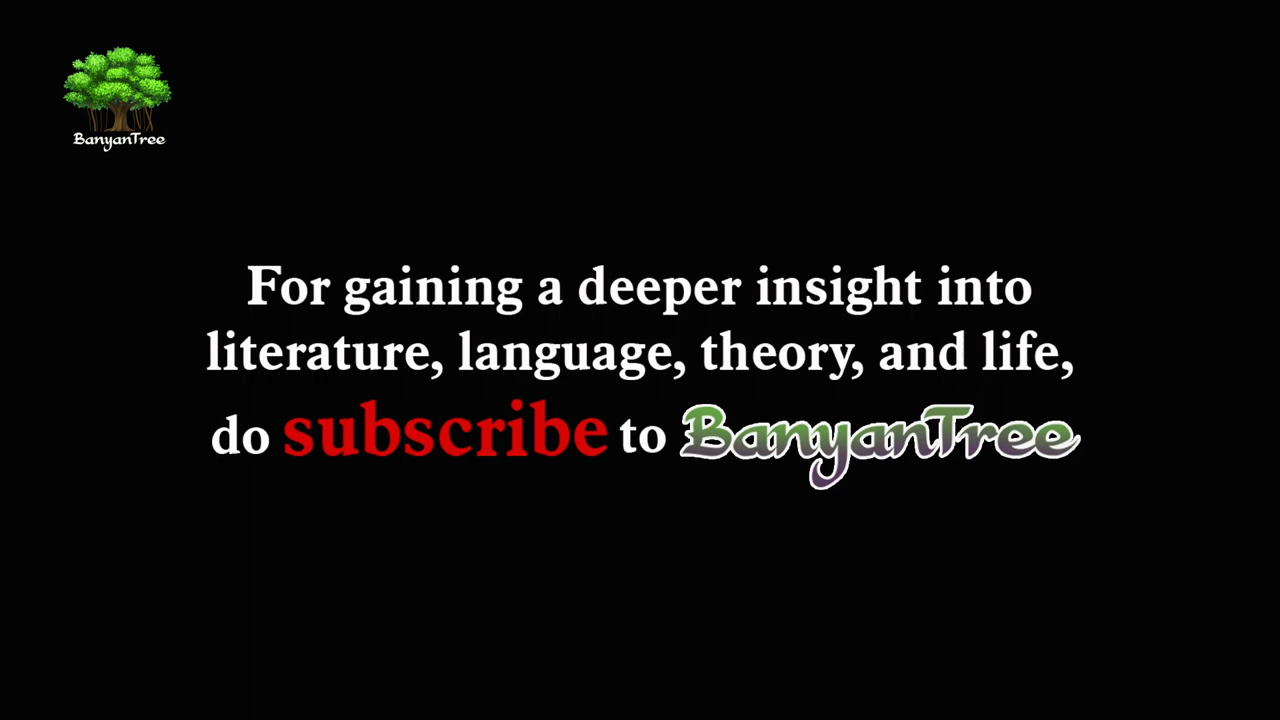 BanyanTree
For gaining a deeper insight into
literature, language, theory, and life,
do subscribe to BanyanTree